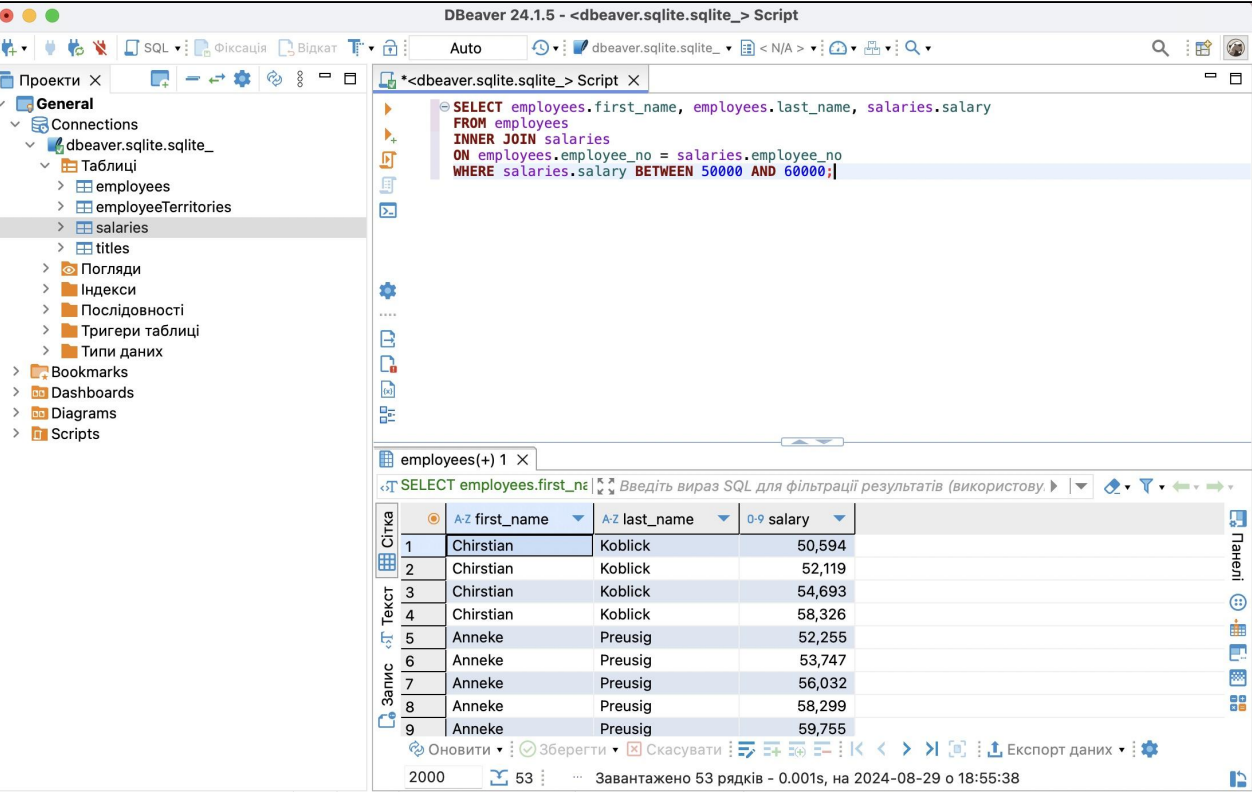 DBeaver 24.1.5 - <dbeaver.sqlite.sqlite_> Script
SQL Фіксація Відкат Auto dbeaver.sqlite.sqlite_ < N/A >
Проекти
General
Connections
dbeaver.sqlite.sqlite_
Таблиці
employees
employeeTerritories
salaries
titles
Погляди
Індекси
Послідовності
Тригери таблиці
Типи даних
Bookmarks
Dashboards
Diagrams
Scripts
*<dbeaver.sqlite.sqlite_> Script
SELECT employees.first_name, employees.last_name, salaries.salary
FROM employees
INNER JOIN salaries
ON employees.employee_no = salaries.employee_no
WHERE salaries.salary BETWEEN 50000 AND 60000;
employees(+) 1
SELECT employees.first_na Введіть вираз SQL для фільтрації результатів (використову.
Сітка
Текст
Запис
A-Z first_name A-Z last_name 0-9 salary
1 Chirstian Koblick 50,594
2 Chirstian Koblick 52,119
3 Chirstian Koblick 54,693
4 Chirstian Koblick 58,326
5 Anneke Preusig 52,255
6 Anneke Preusig 53,747
7 Anneke Preusig 56,032
8 Anneke Preusig 58,299
9 Anneke Preusig 59,755
Панелі
Оновити Зберегти Скасувати Експорт даних
2000 53 ... Завантажено 53 рядків - 0.001s, на 2024-08-29 о 18:55:38